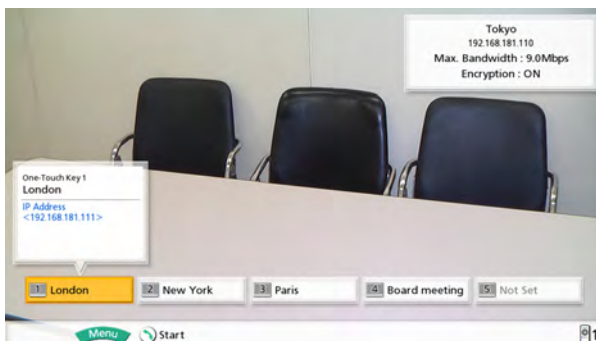 Tokyo
192.168.181.110
Max. Bandwidth : 9.0Mbps
Encryption : ON
One-Touch Key 1
London
IP Address
<192.168.181.111>
1 London
2 New York
3 Paris
4 Board meeting
5 Not Set
Menu Start
1